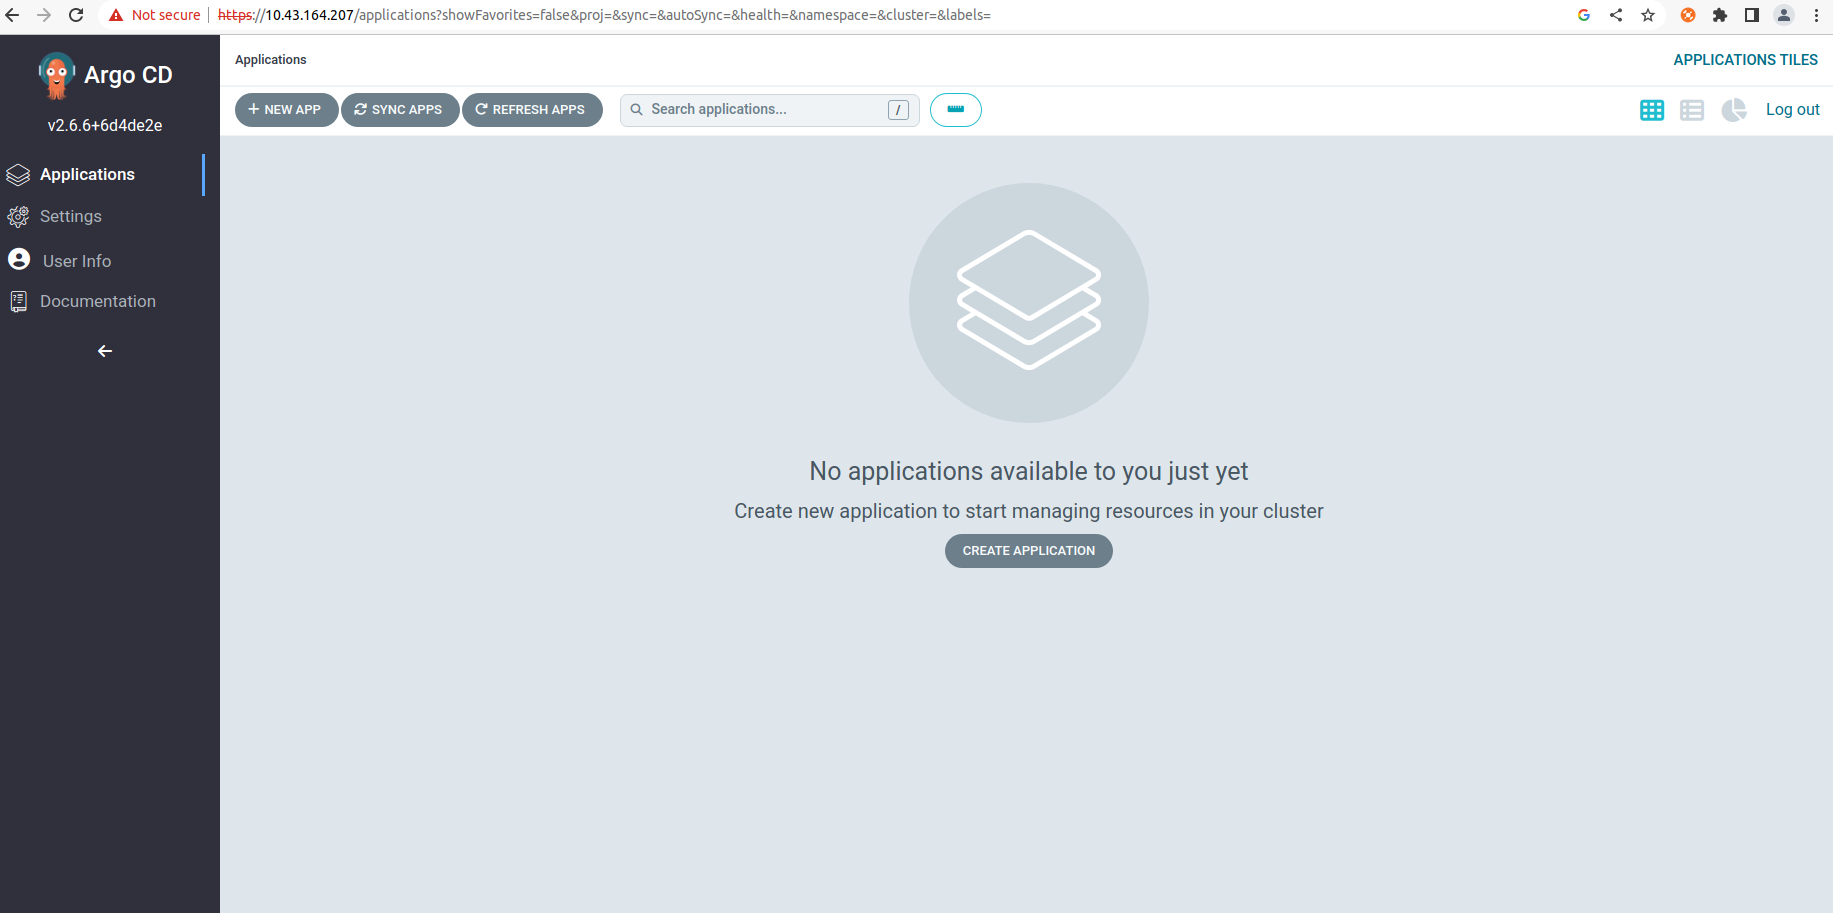 Not secure https://10.43.164.207/applications?showFavorites=false&proj=&sync=&autoSync=&health=&namespace=&cluster=&labels=
Argo CD
v2.6.6+6d4de2e
Applications
Settings
User Info
Documentation
Applications
APPLICATIONS TILES
+ NEW APP SYNC APPS REFRESH APPS Search applications... / Log out
No applications available to you just yet
Create new application to start managing resources in your cluster
CREATE APPLICATION